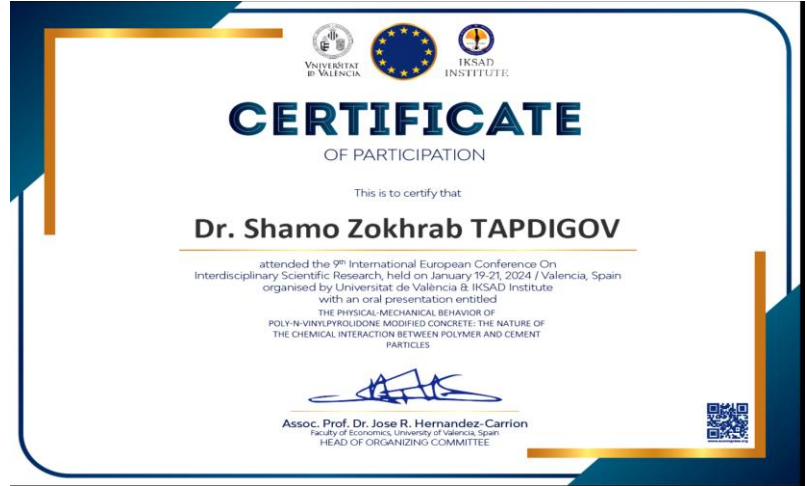 VNIVERSITAT
ID VALÈNCIA
IKSAD
INSTITUTE
CERTIFICATE
OF PARTICIPATION
This is to certify that
Dr. Shamo Zokhrab TAPDIGOV
attended the 9th International European Conference On
Interdisciplinary Scientific Research, held on January 19-21, 2024 / Valencia, Spain
organised by Universitat de València & IKSAD Institute
with an oral presentation entitled
THE PHYSICAL-MECHANICAL BEHAVIOR OF
POLY-N-VINYLPYROLIDONE MODIFIED CONCRETE: THE NATURE OF
THE CHEMICAL INTERACTION BETWEEN POLYMER AND CEMENT
PARTICLES
Assoc. Prof. Dr. Jose R. Hernandez-Carrion
Faculty of Economics, University of Valencia, Spain
HEAD OF ORGANIZING COMMITTEE